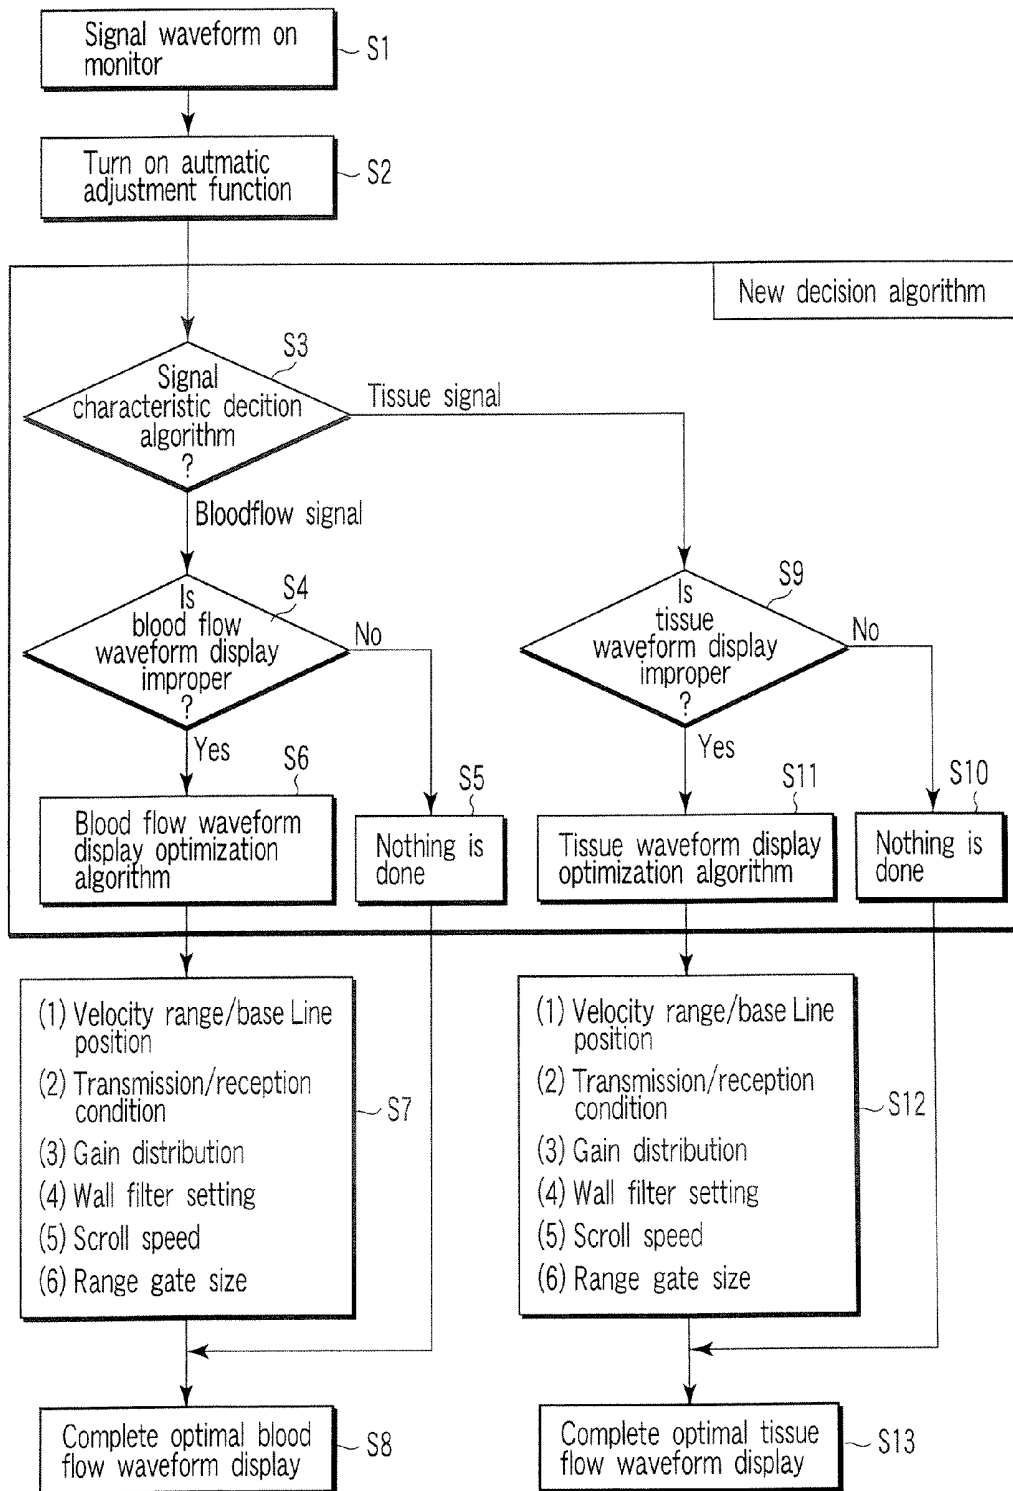 Signal waveform on
monitor
S1
Turn on autmatic
adjustment function
S2
New decision algorithm
S3
Signal
characteristic decition
algorithm
?
Tissue signal
Bloodflow signal
S4
Is
blood flow
waveform display
improper
?
No
Yes
S9
Is
tissue
waveform display
improper
?
No
Yes
S6
Blood flow waveform
display optimization
algorithm
S5
Nothing is
done
S11
Tissue waveform display
optimization algorithm
S10
Nothing is
done
(1) Velocity range/base Line
position
(2) Transmission/reception
condition
(3) Gain distribution
(4) Wall filter setting
(5) Scroll speed
(6) Range gate size
S7
(1) Velocity range/base Line
position
(2) Transmission/reception
condition
(3) Gain distribution
(4) Wall filter setting
(5) Scroll speed
(6) Range gate size
S12
Complete optimal blood
flow waveform display
S8
Complete optimal tissue
flow waveform display
S13